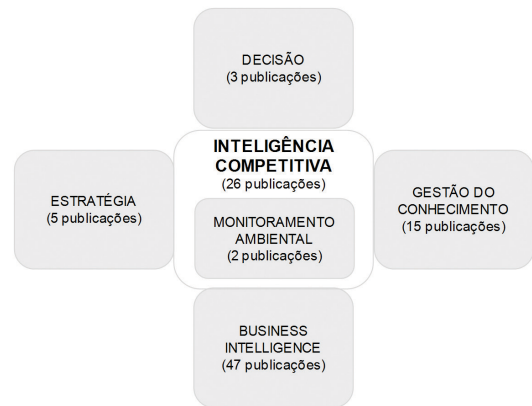 DECISÃO
(3 publicações)
INTELIGÊNCIA
COMPETITIVA
(26 publicações)
ESTRATÉGIA
(5 publicações)
MONITORAMENTO
AMBIENTAL
(2 publicações)
GESTÃO DO
CONHECIMENTO
(15 publicações)
BUSINESS
INTELLIGENCE
(47 publicações)